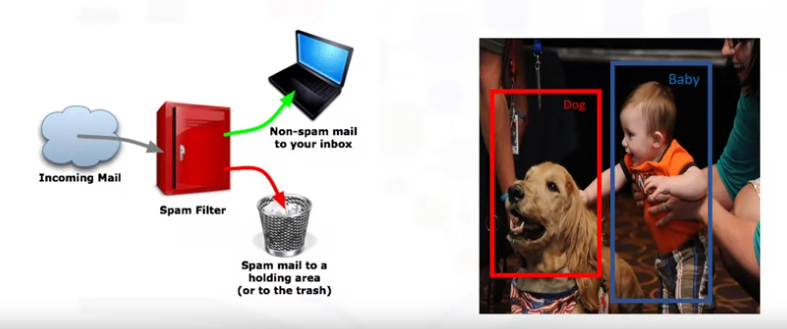 Incoming Mail
Spam Filter
Non-spam mail
to your inbox
Spam mail to a
holding area
(or to the trash)
Dog
Baby